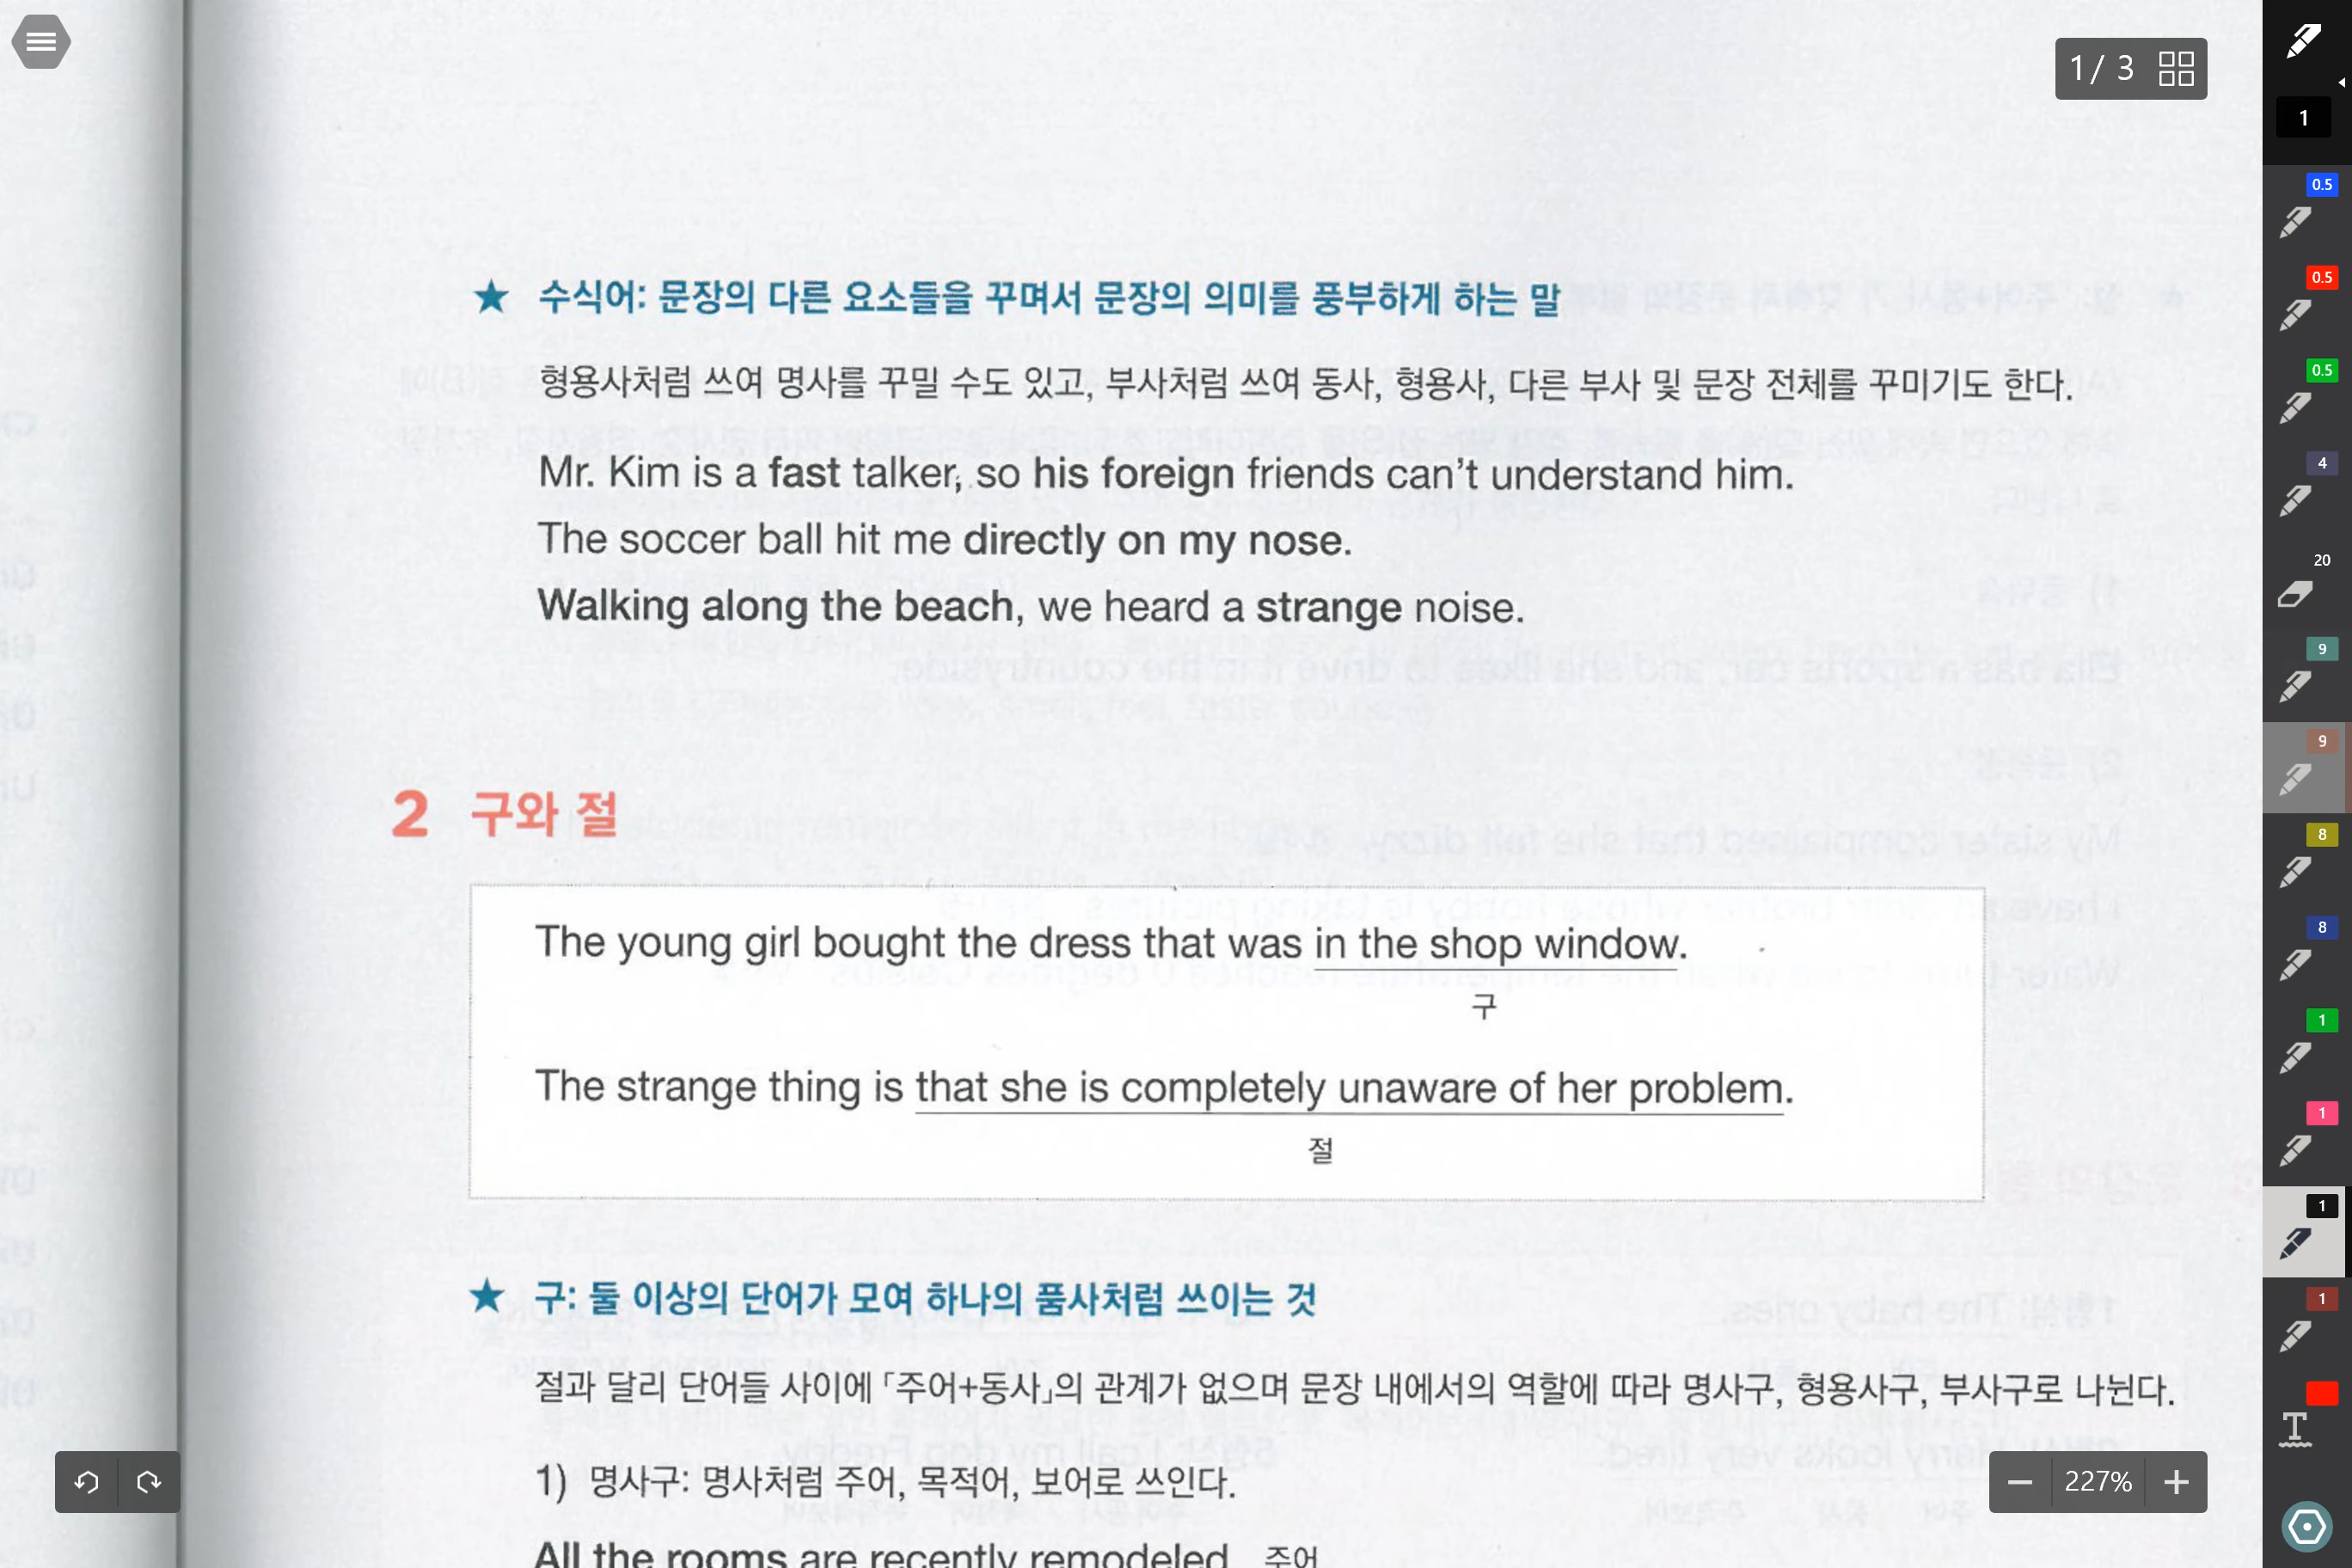 1/ 3
★ 수식어: 문장의 다른 요소들을 꾸며서 문장의 의미를 풍부하게 하는 말
형용사처럼 쓰여 명사를 꾸밀 수도 있고, 부사처럼 쓰여 동사, 형용사, 다른 부사 및 문장 전체를 꾸미기도 한다.
Mr. Kim is a fast talker, so his foreign friends can't understand him.
The soccer ball hit me directly on my nose.
Walking along the beach, we heard a strange noise.
2 구와 절
The young girl bought the dress that was in the shop window.
구
The strange thing is that she is completely unaware of her problem.
절
★ 구: 둘 이상의 단어가 모여 하나의 품사처럼 쓰이는 것
절과 달리 단어들 사이에 「주어+동사」의 관계가 없으며 문장 내에서의 역할에 따라 명사구, 형용사구, 부사구로 나뉜다.
1) 명사구: 명사처럼 주어, 목적어, 보어로 쓰인다.
All the rooms are recently remodeled. 주어
227%
1
0.5
0.5
0.5
4
20
9
9
8
8
1
1
1
1
T